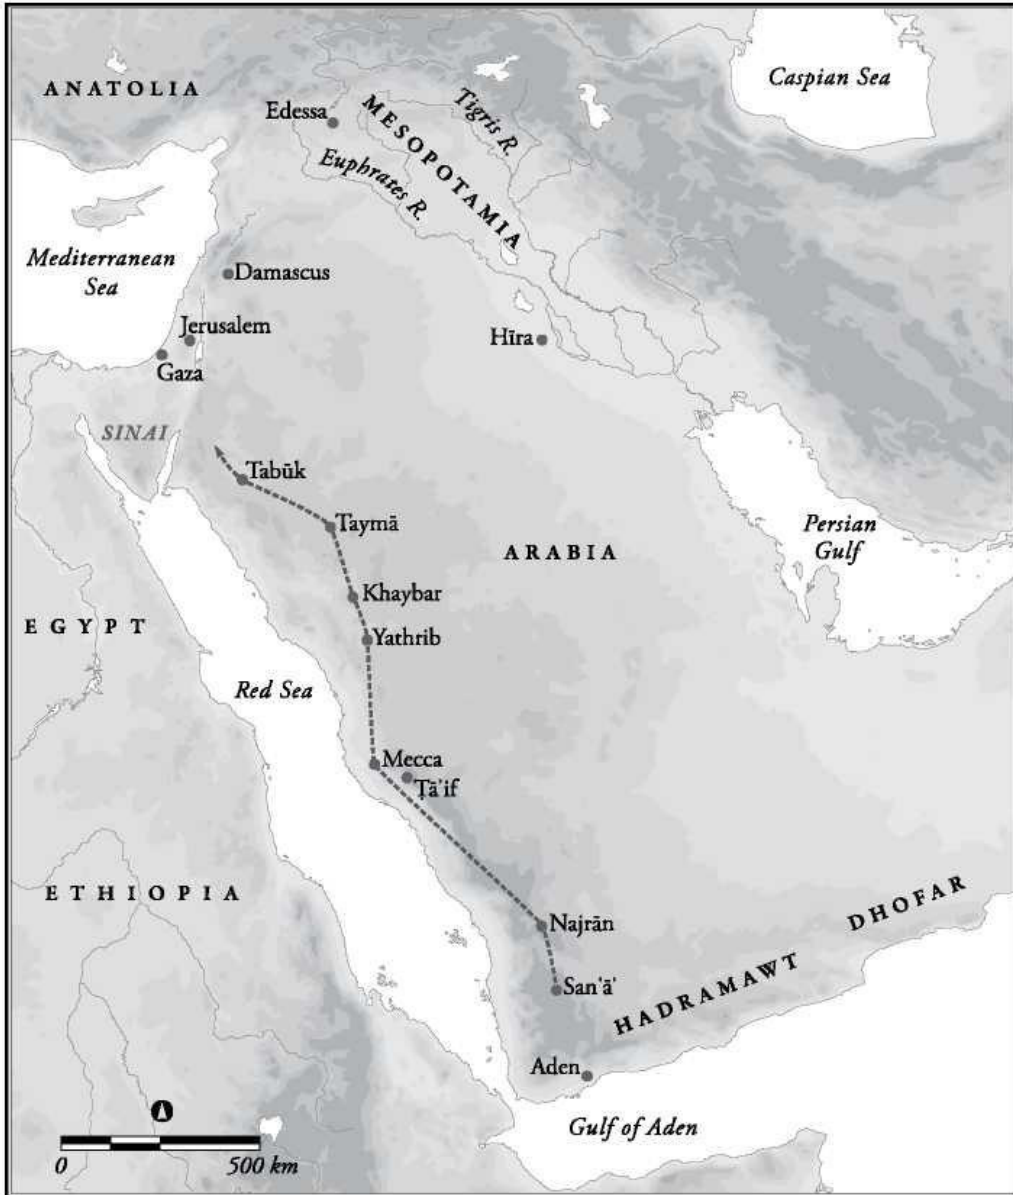 Caspian Sea
ANATOLIA
Edessa
MESOPOTAMIA
Tigris R.
Euphrates R.
Mediterranean
Sea
Damascus
Jerusalem
Gaza
Hīra
SINAI
Tabūk
Taymā
ARABIA
Persian
Gulf
Khaybar
EGYPT
Yathrib
Red Sea
Mecca
Ṭā'if
ETHIOPIA
DHOFAR
Najrān
San'ā'
HADRAMAWT
Aden
Gulf of Aden
0 500 km